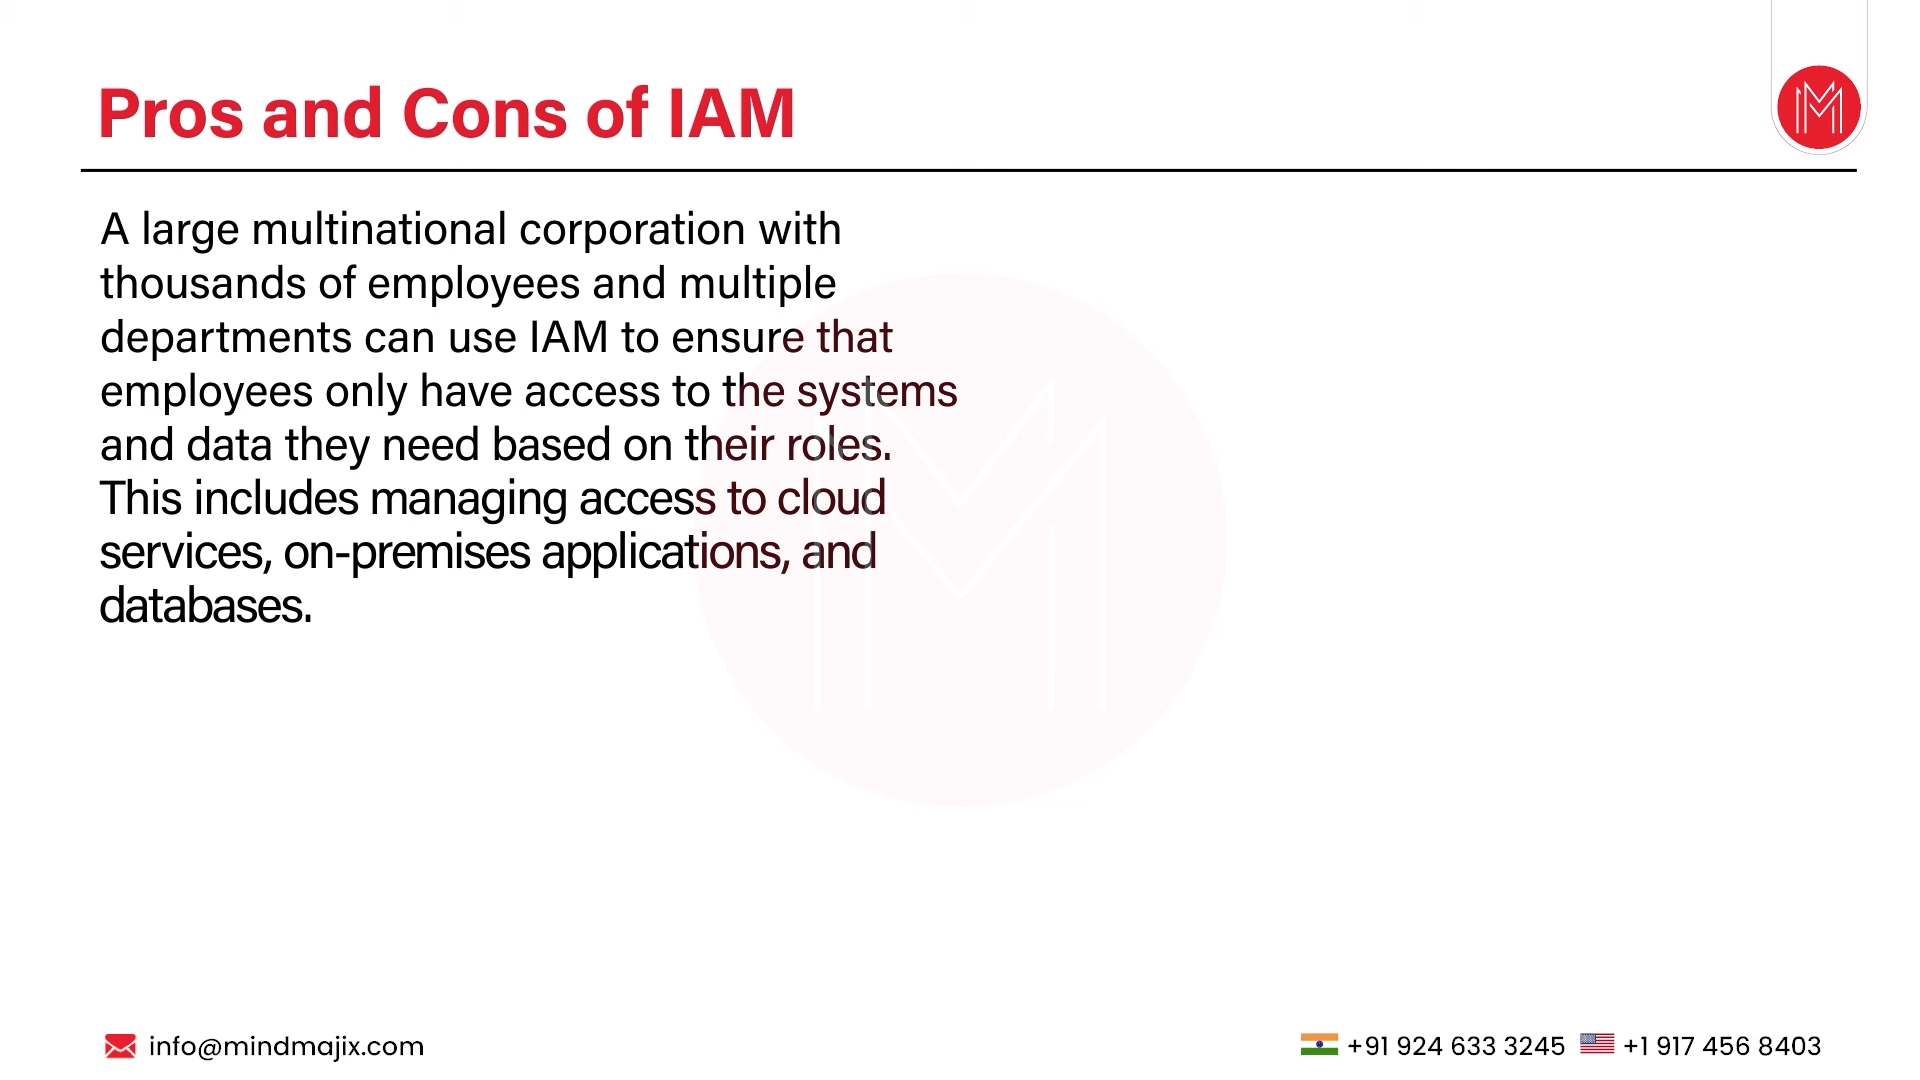 Pros and Cons of IAM
A large multinational corporation with
thousands of employees and multiple
departments can use IAM to ensure that
employees only have access to the systems
and data they need based on their roles.
This includes managing access to cloud
services, on-premises applications, and
databases.
info@mindmajix.com
+91 924 633 3245 +1 917 456 8403